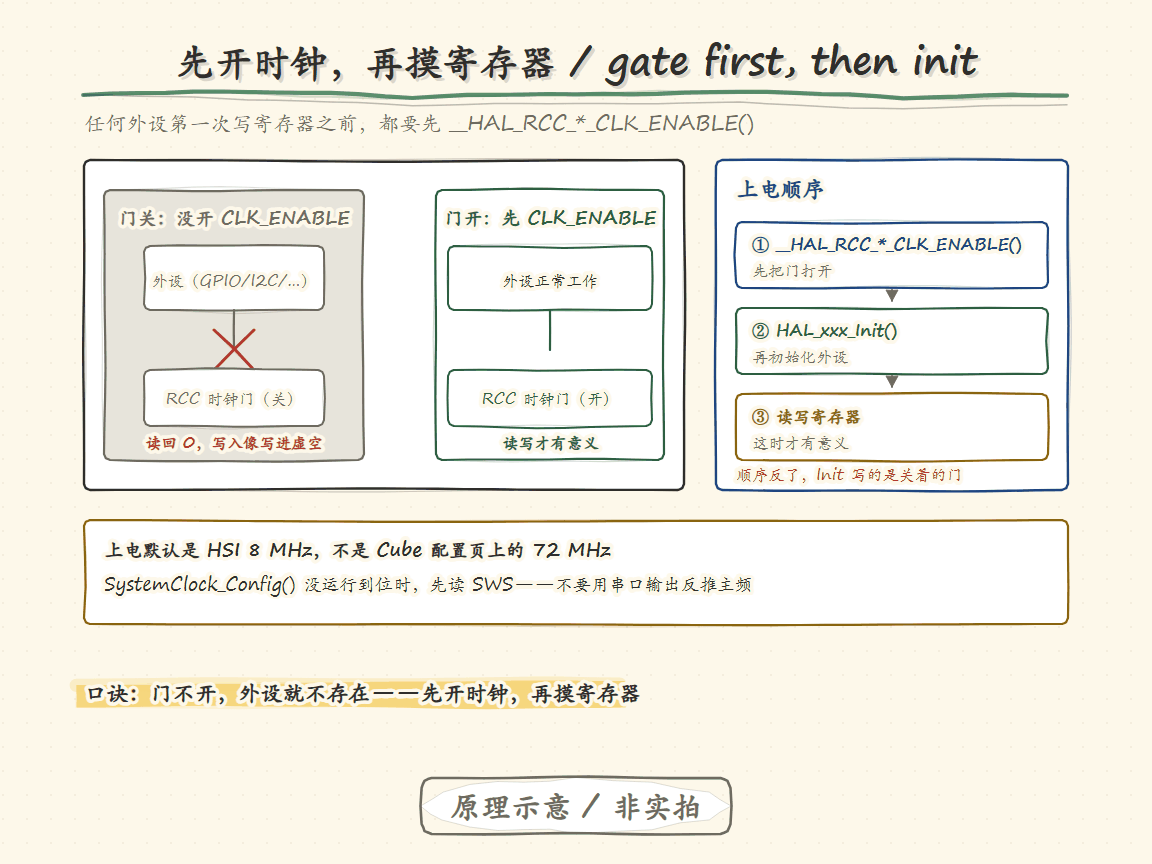 先开时钟，再摸寄存器 / gate first, then init
任何外设第一次写寄存器之前，都要先 __HAL_RCC_*_CLK_ENABLE()
门关：没开 CLK_ENABLE
外设（GPIO/I2C/...）
RCC 时钟门（关）
读回 0，写入像写进虚空
门开：先 CLK_ENABLE
外设正常工作
RCC 时钟门（开）
读写才有意义
上电顺序
① __HAL_RCC_*_CLK_ENABLE()
先把门打开
② HAL_xxx_Init()
再初始化外设
③ 读写寄存器
这时才有意义
顺序反了，Init 写的是关着的门
上电默认是 HSI 8 MHz，不是 Cube 配置页上的 72 MHz
SystemClock_Config() 没运行到位时，先读 SWS——不要用串口输出反推主频
口诀：门不开，外设就不存在——先开时钟，再摸寄存器
原理示意 / 非实拍